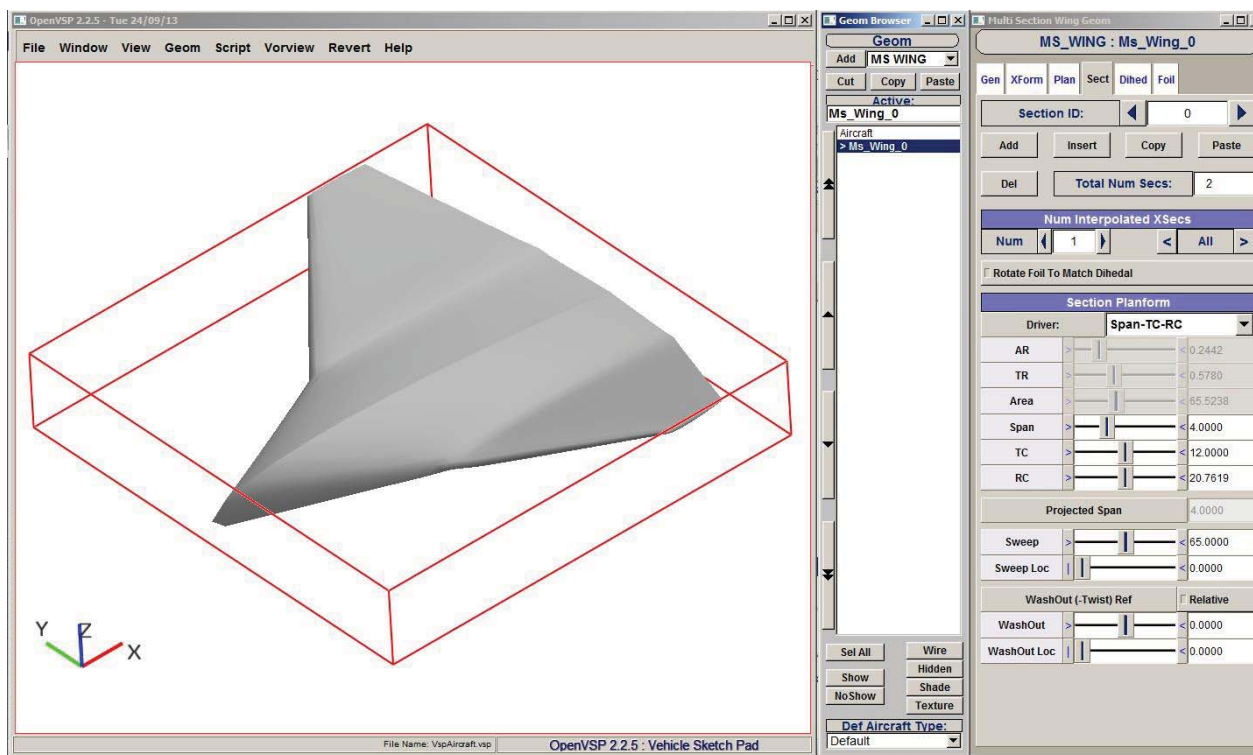 OpenVSP 2.2.5 - Tue 24/09/13
File Window View Geom Script Vorview Revert Help
Y Z X
File Name: VspAircraft.vsp
OpenVSP 2.2.5 : Vehicle Sketch Pad
Geom Browser
Geom
Add MS WING
Cut Copy Paste
Active:
Ms_Wing_0
Aircraft
> Ms_Wing_0
Sel All Wire
Hidden
Show Shade
NoShow Texture
Def Aircraft Type:
Default
Multi Section Wing Geom
MS_WING : Ms_Wing_0
Gen XForm Plan Sect Dihed Foil
Section ID: 0
Add Insert Copy Paste
Del Total Num Secs: 2
Num Interpolated XSecs
Num 1 < All >
Rotate Foil To Match Dihedal
Section Planform
Driver: Span-TC-RC
AR > < 0.2442
TR > < 0.5780
Area > < 65.5238
Span > < 4.0000
TC > < 12.0000
RC > < 20.7619
Projected Span 4.0000
Sweep > < 65.0000
Sweep Loc | < 0.0000
WashOut (-Twist) Ref Relative
WashOut > < 0.0000
WashOut Loc | < 0.0000